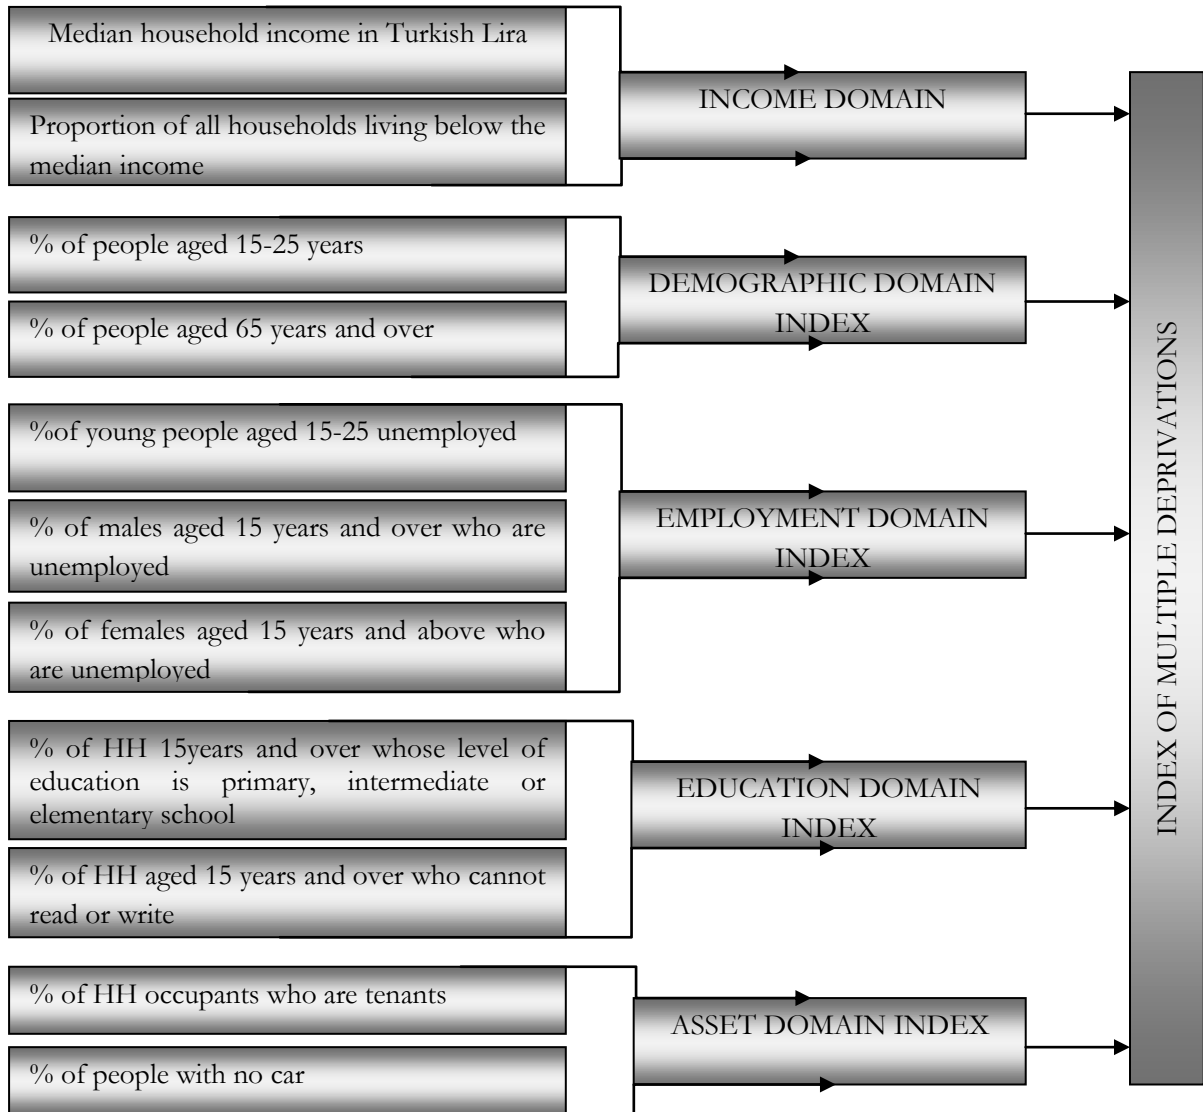 Median household income in Turkish Lira
Proportion of all households living below the
median income
INCOME DOMAIN
% of people aged 15-25 years
% of people aged 65 years and over
DEMOGRAPHIC DOMAIN
INDEX
%of young people aged 15-25 unemployed
% of males aged 15 years and over who are
unemployed
% of females aged 15 years and above who
are unemployed
EMPLOYMENT DOMAIN
INDEX
% of HH 15years and over whose level of
education is primary, intermediate or
elementary school
% of HH aged 15 years and over who cannot
read or write
EDUCATION DOMAIN
INDEX
% of HH occupants who are tenants
% of people with no car
ASSET DOMAIN INDEX
INDEX OF MULTIPLE DEPRIVATIONS